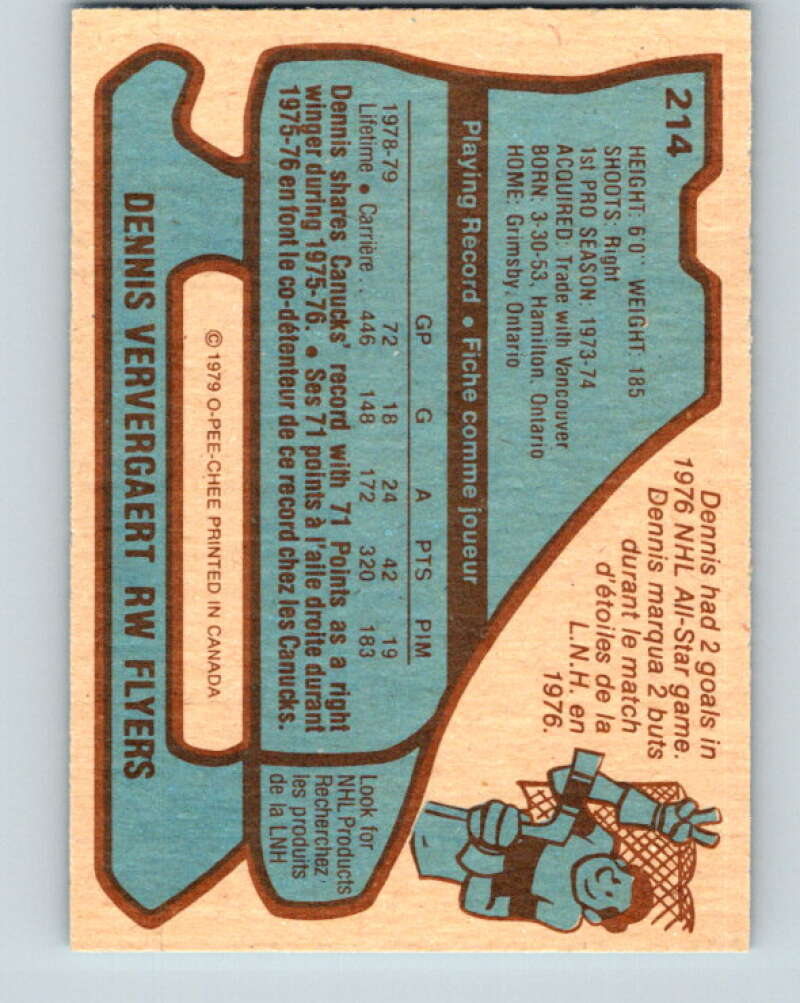 214
HEIGHT: 6'0" WEIGHT: 185
SHOOTS: Right
1st PRO SEASON: 1973-74
ACQUIRED: Trade with Vancouver
BORN: 3-30-53, Hamilton, Ontario
HOME: Grimsby, Ontario
Dennis had 2 goals in
1976 NHL All-Star game.
Dennis marqua 2 buts
durant le match
d'étoiles de la
L.N.H. en
1976.
Playing Record • Fiche comme joueur
GP G A PTS PIM
1978-79 72 18 24 42 19
Lifetime • Carrière . . 446 148 172 320 183
Dennis shares Canucks' record with 71 Points as a right
winger during 1975-76. • Ses 71 points à l'aile droite durant
1975-76 en font le co-détenteur de ce record chez les Canucks.
Look for
NHL Products
Recherchez
les produits
de la LNH
© 1979 O-PEE-CHEE PRINTED IN CANADA
DENNIS VERVERGAERT RW FLYERS